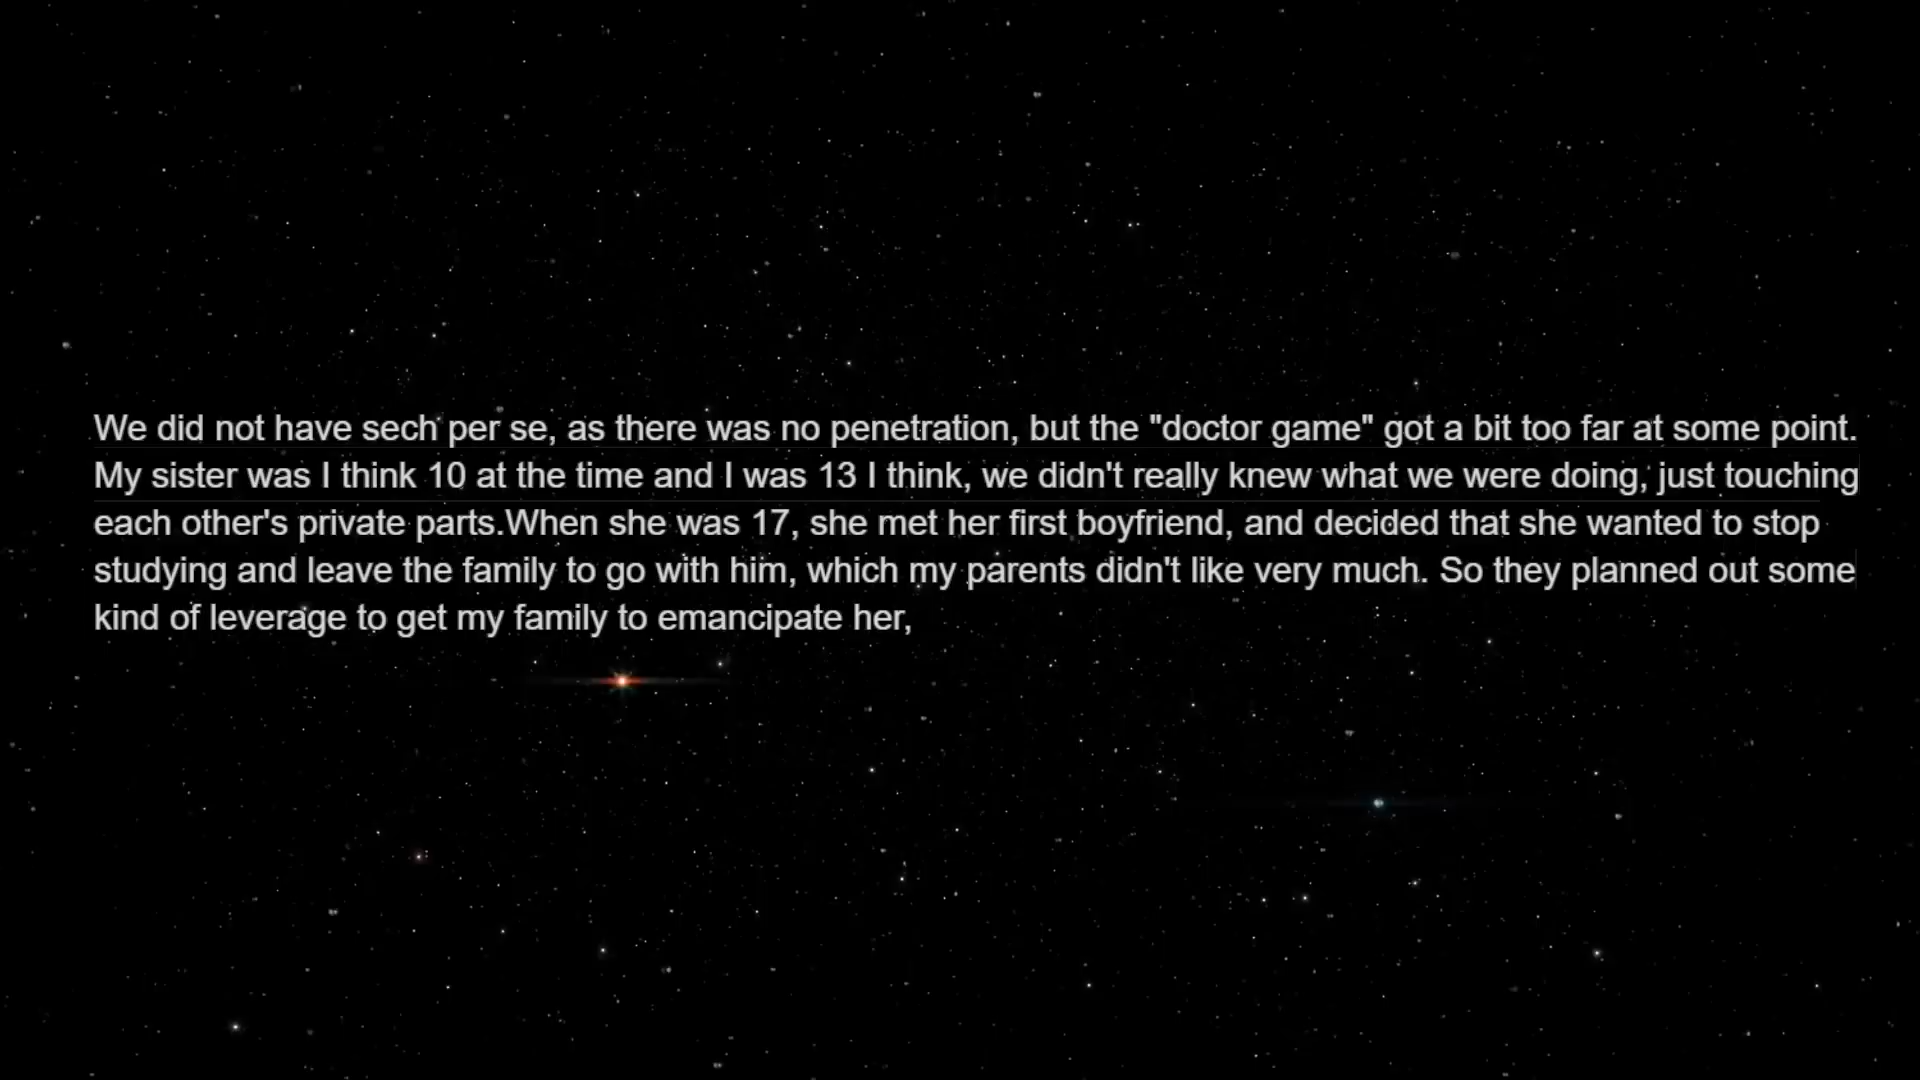 We did not have sech per se, as there was no penetration, but the "doctor game" got a bit too far at some point.
My sister was I think 10 at the time and I was 13 I think, we didn't really knew what we were doing, just touching
each other's private parts.When she was 17, she met her first boyfriend, and decided that she wanted to stop
studying and leave the family to go with him, which my parents didn't like very much. So they planned out some
kind of leverage to get my family to emancipate her,